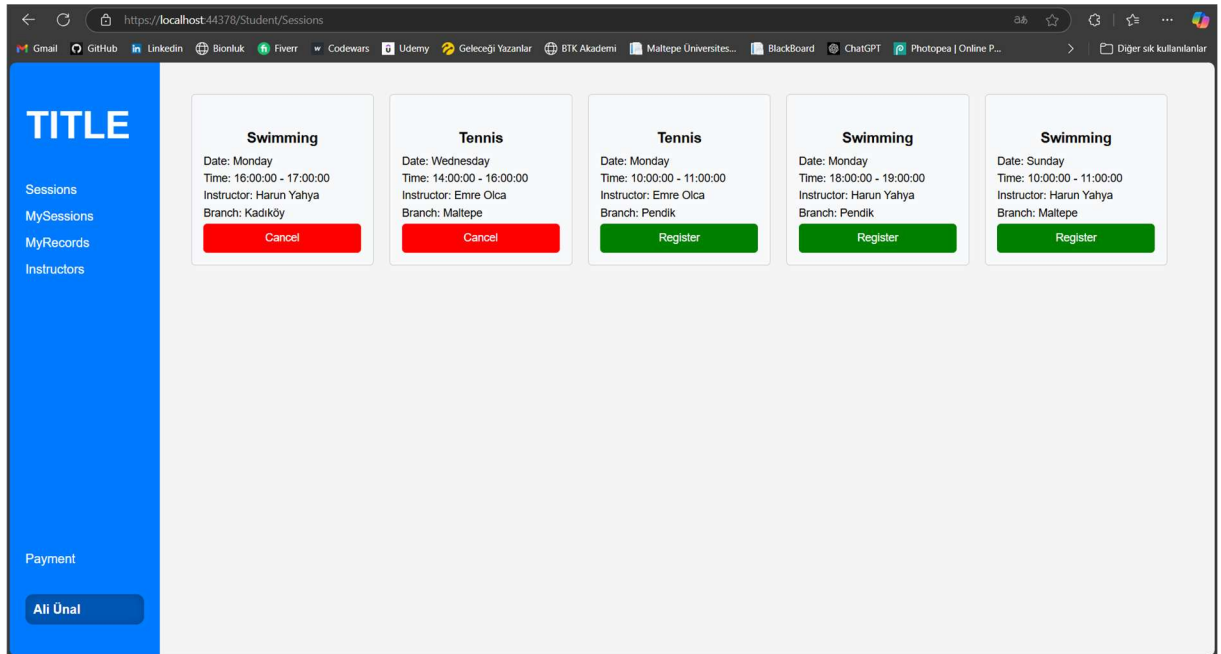 https://localhost:44378/Student/Sessions
Gmail GitHub Linkedin Bionluk Fiverr Codewars Udemy Geleceği Yazanlar BTK Akademi Maltepe Üniversites... BlackBoard ChatGPT Photopea | Online P... Diğer sık kullanılanlar
TITLE
Sessions
MySessions
MyRecords
Instructors
Payment
Ali Ünal
Swimming
Date: Monday
Time: 16:00:00 - 17:00:00
Instructor: Harun Yahya
Branch: Kadıköy
Cancel
Tennis
Date: Wednesday
Time: 14:00:00 - 16:00:00
Instructor: Emre Olca
Branch: Maltepe
Cancel
Tennis
Date: Monday
Time: 10:00:00 - 11:00:00
Instructor: Emre Olca
Branch: Pendik
Register
Swimming
Date: Monday
Time: 18:00:00 - 19:00:00
Instructor: Harun Yahya
Branch: Pendik
Register
Swimming
Date: Sunday
Time: 10:00:00 - 11:00:00
Instructor: Harun Yahya
Branch: Maltepe
Register